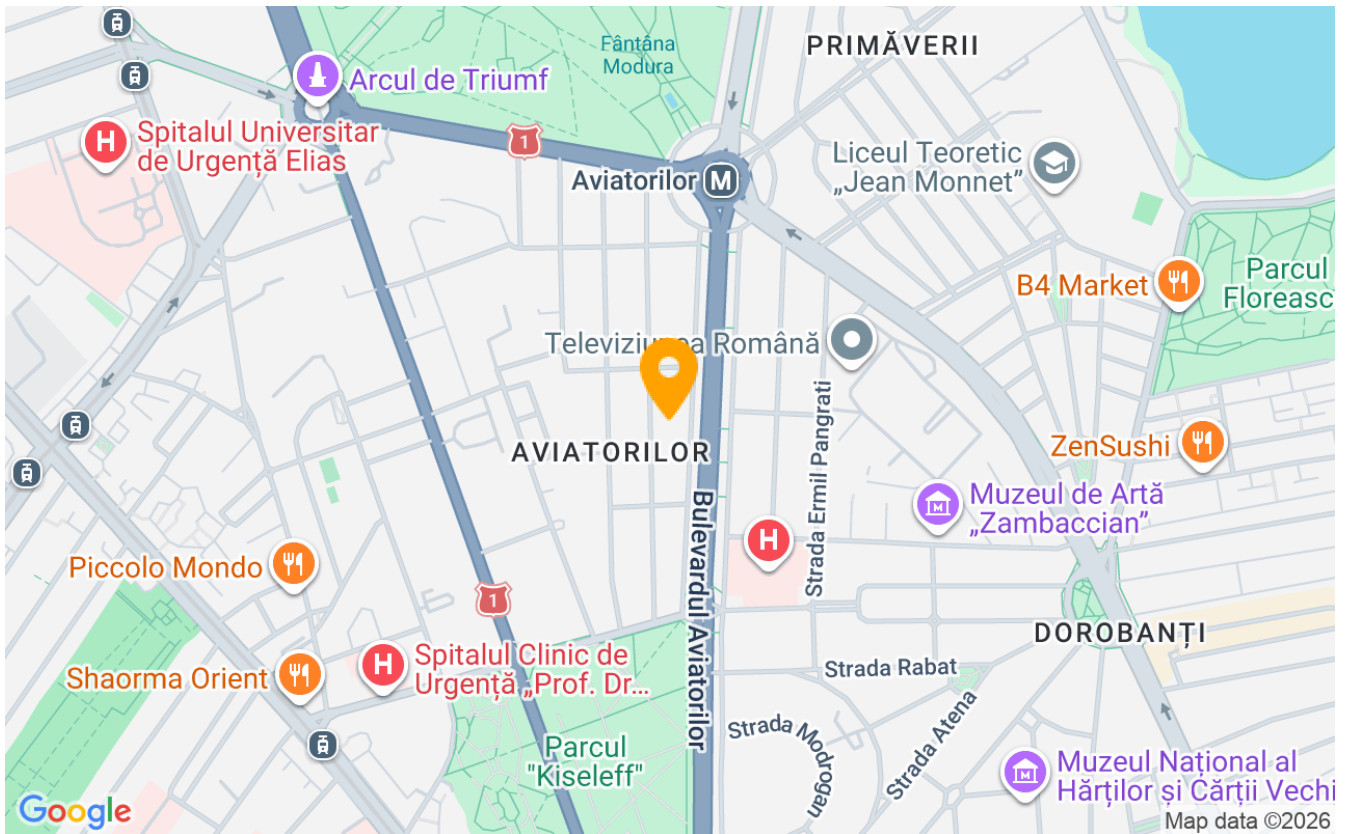 Fântâna
Modura
PRIMĂVERII
Arcul de Triumf
H
Spitalul Universitar
de Urgență Elias
1
Liceul Teoretic
„Jean Monnet”
Aviatorilor M
B4 Market
Parcul
Floreasc
Televiziunea Română
Strada Ermil Pangrati
AVIATORILOR
ZenSushi
Bulevardul Aviatorilor
Muzeul de Artă
„Zambaccian”
H
Piccolo Mondo
1
DOROBANȚI
H
Spitalul Clinic de
Urgență „Prof. Dr...
Shaorma Orient
Strada Rabat
Strada Atena
Strada Modrogan
Parcul
"Kiseleff"
M
Muzeul Național al
Hărților și Cărții Vechi
Google
Map data ©2026